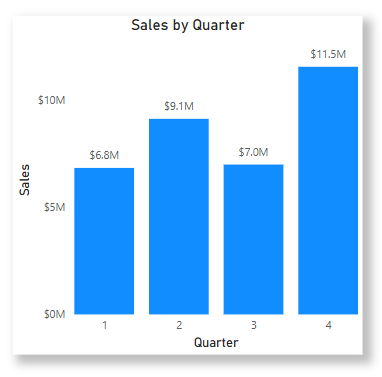 Sales by Quarter
$11.5M
$10M
$9.1M
$6.8M
$7.0M
Sales
$5M
$0M
1 2 3 4
Quarter